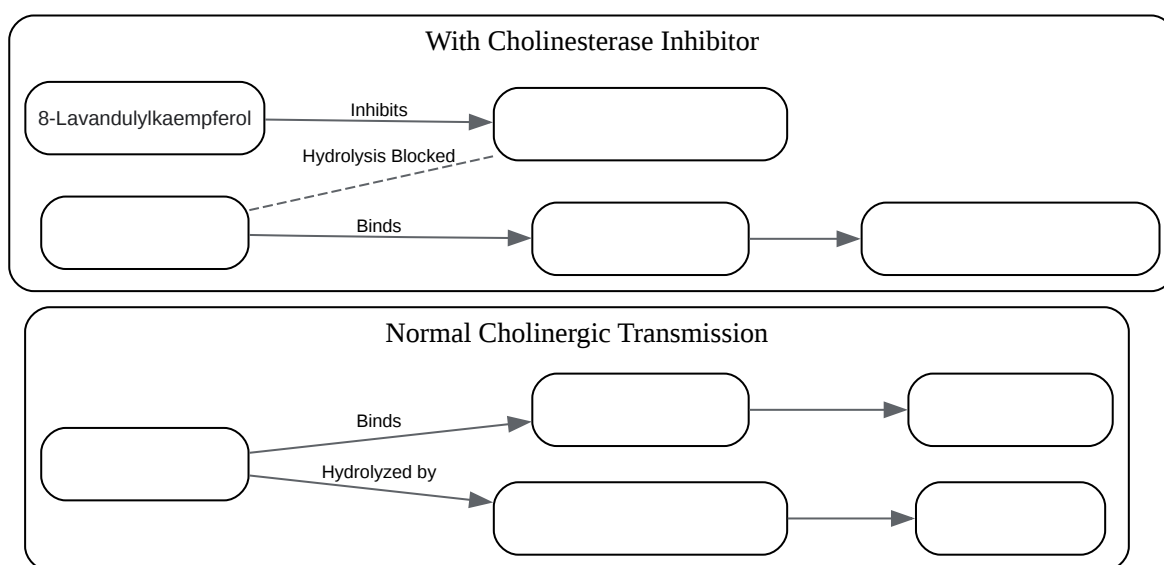 With Cholinesterase Inhibitor
8-Lavandulylkaempferol
Inhibits
Hydrolysis Blocked
Binds
Normal Cholinergic Transmission
Binds
Hydrolyzed by